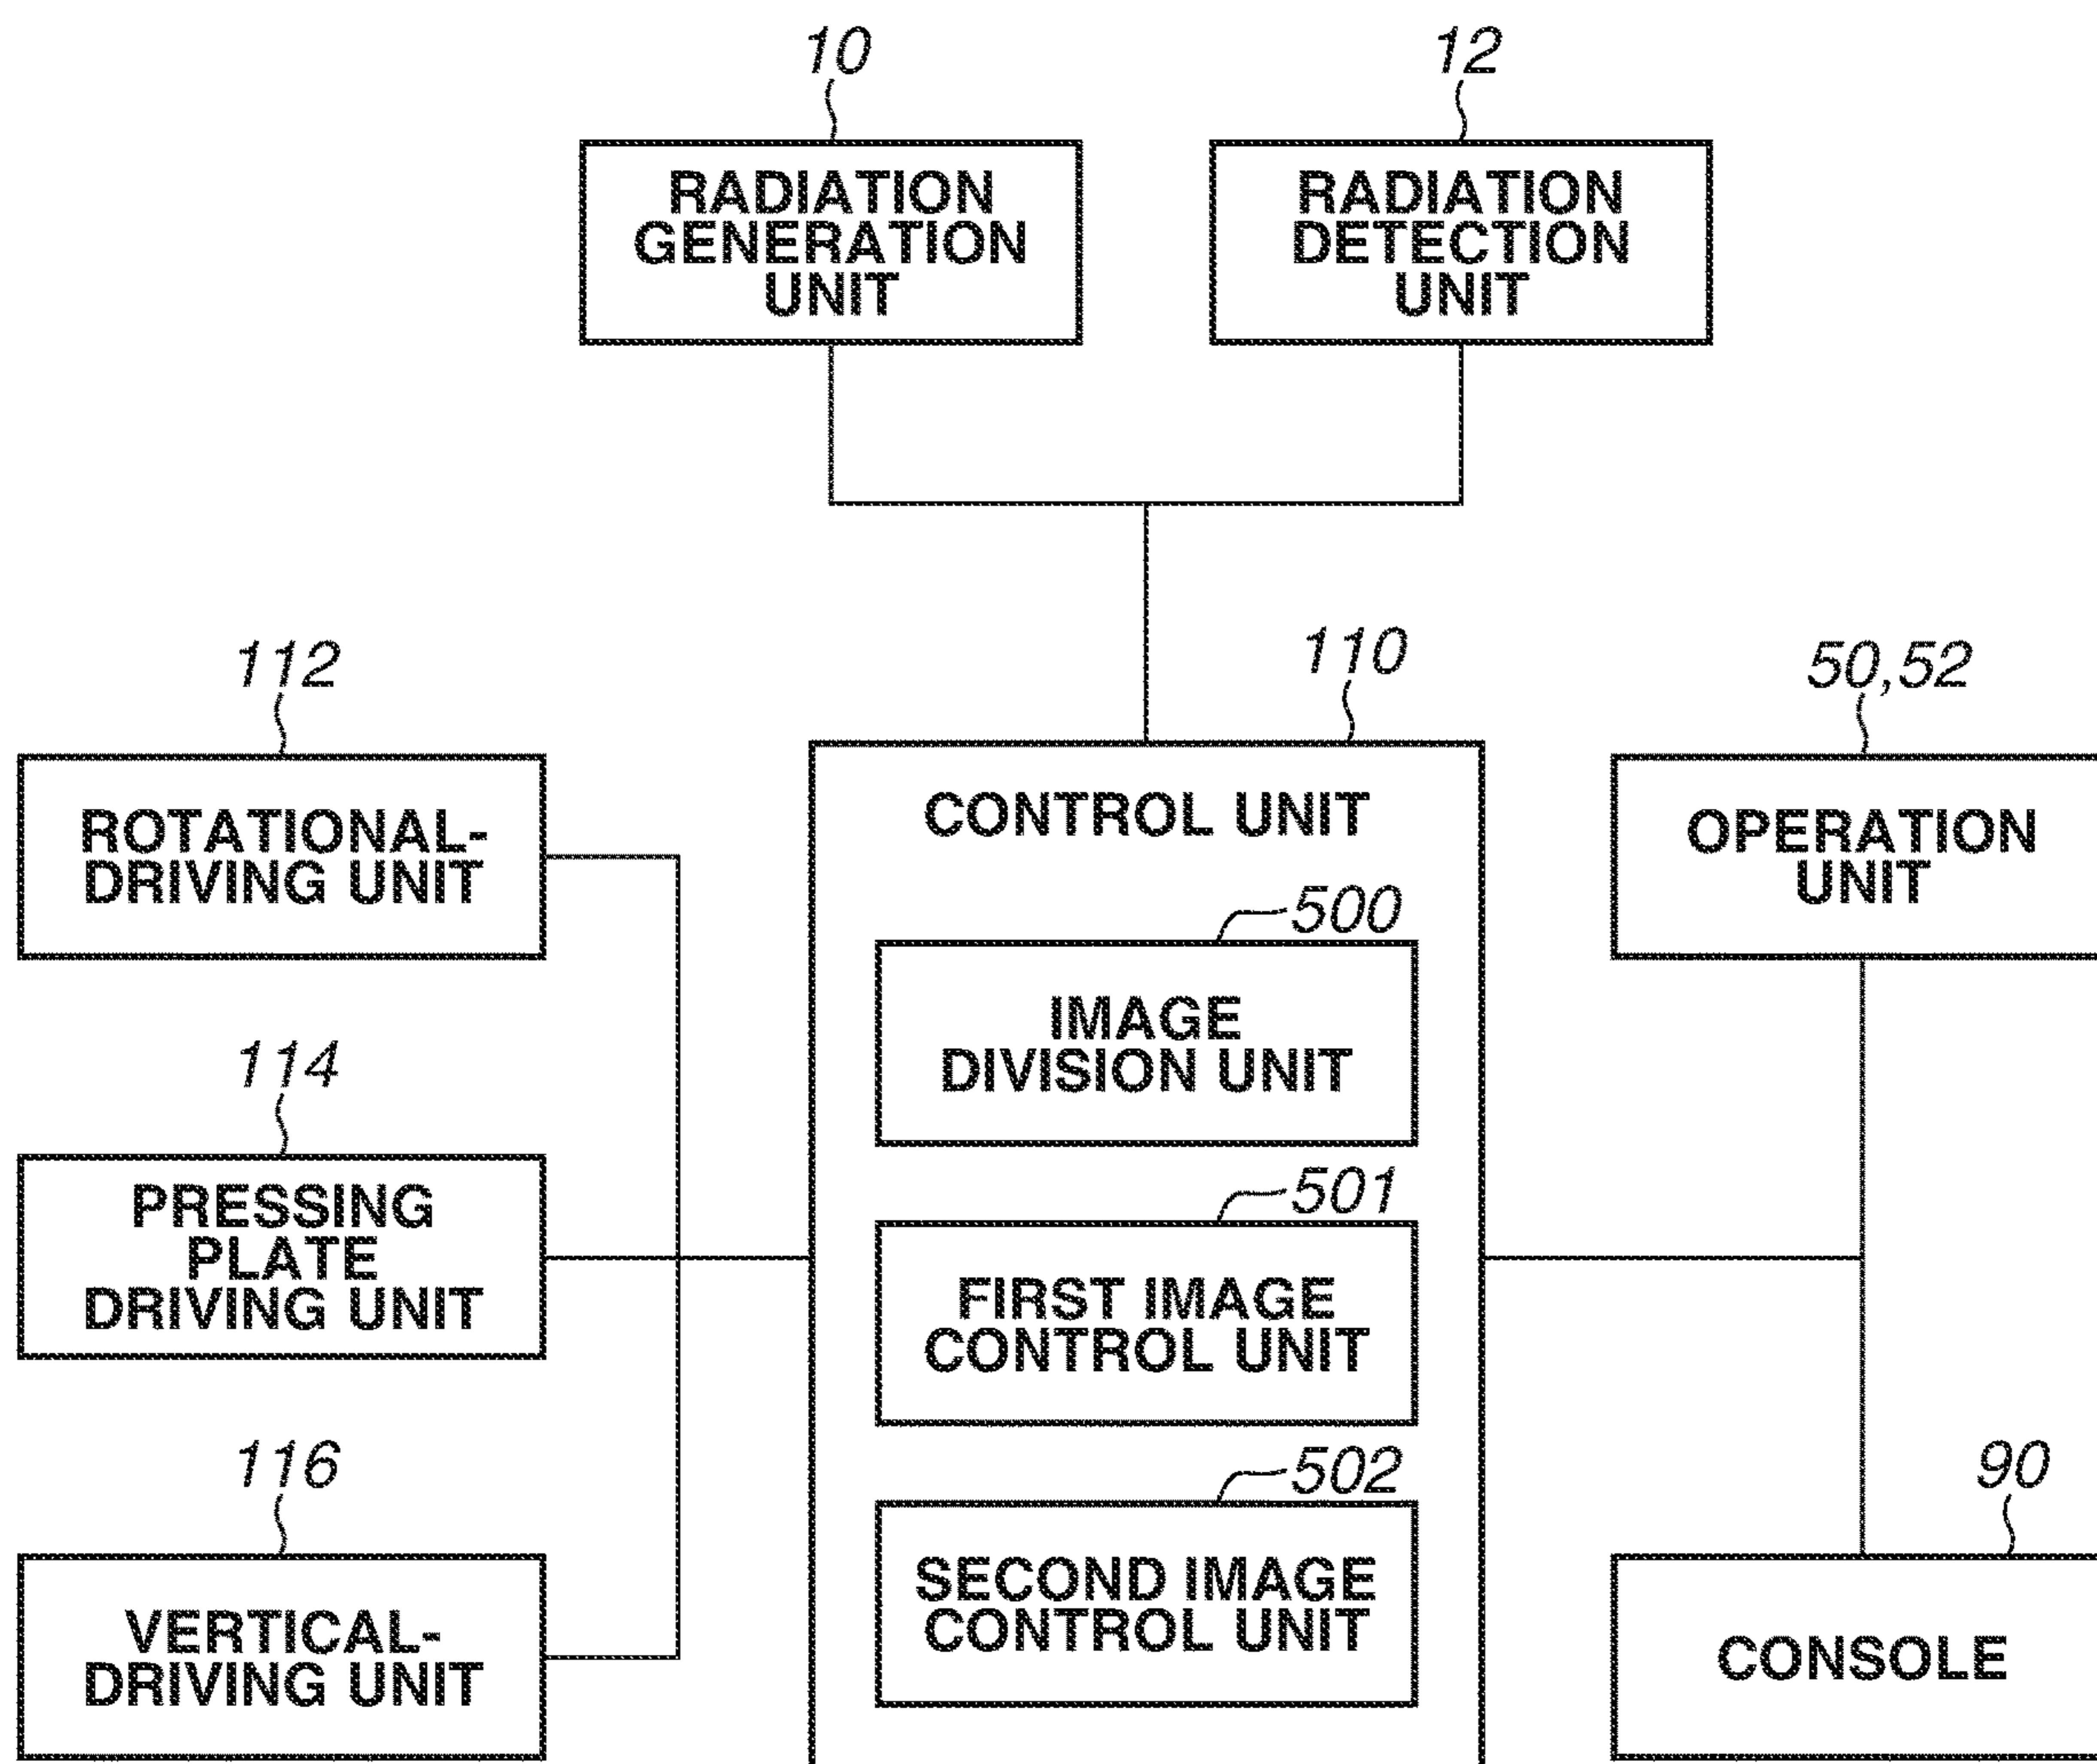 10
12
RADIATION
GENERATION
UNIT
RADIATION
DETECTION
UNIT
112
110
50,52
ROTATIONAL-
DRIVING UNIT
CONTROL UNIT
OPERATION
UNIT
500
IMAGE
DIVISION UNIT
114
PRESSING
PLATE
DRIVING UNIT
501
FIRST IMAGE
CONTROL UNIT
116
VERTICAL-
DRIVING UNIT
502
SECOND IMAGE
CONTROL UNIT
90
CONSOLE